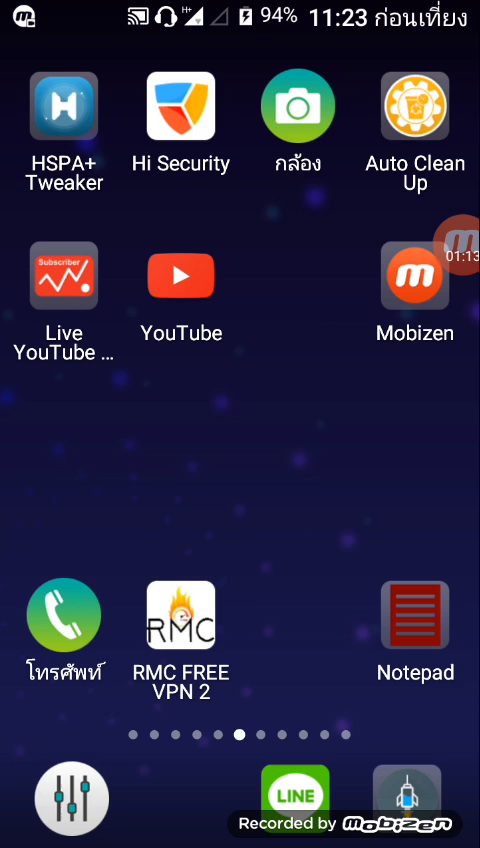 H+ 94% 11:23 ก่อนเที่ยง
HSPA+
Tweaker
Hi Security
กล้อง
Auto Clean
Up
01:13
Subscriber
Live
YouTube ...
YouTube
Mobizen
โทรศัพท์
RMC
RMC FREE
VPN 2
Notepad
LINE
Recorded by mobizen